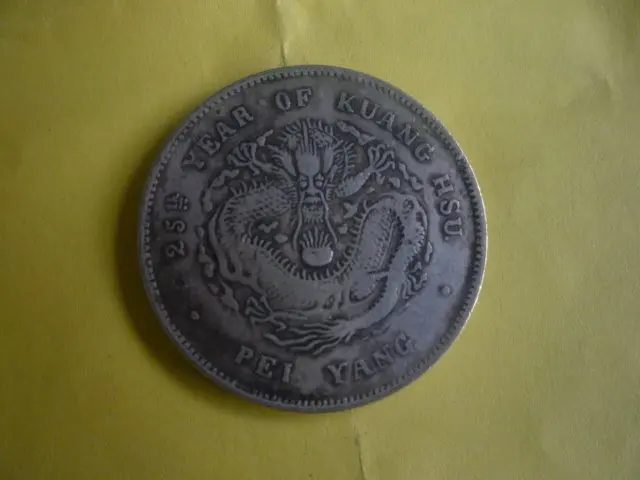 25TH YEAR OF KUANG HSU
PEI YANG